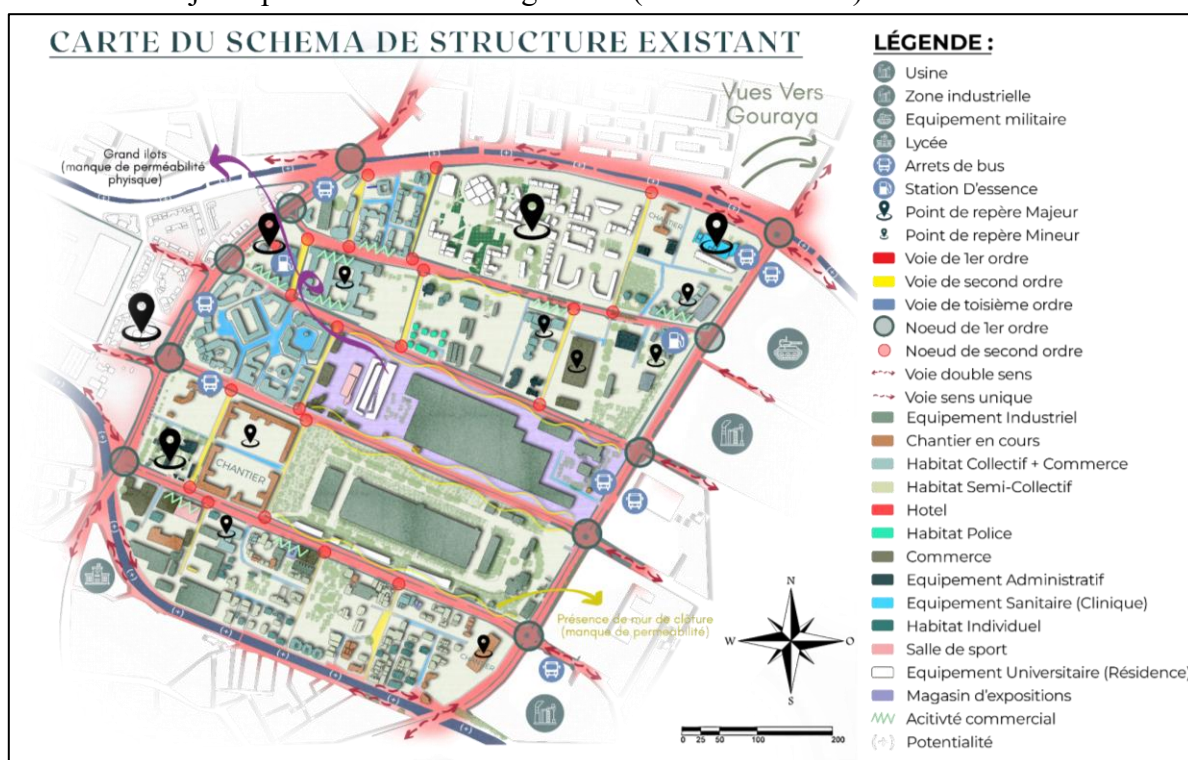 CARTE DU SCHEMA DE STRUCTURE EXISTANT
Vues Vers
Gouraya
Grand ilots
(manque de perméabilité
phyisque)
CHANTIER
CHANTIER
CHANTIER
Présence de mur de clôture
(manque de permeabilité)
N
W
O
S
0 25 50 100 200
LÉGENDE :
Usine
Zone industrielle
Equipement militaire
Lycée
Arrets de bus
Station D'essence
Point de repère Majeur
Point de repère Mineur
Voie de 1er ordre
Voie de second ordre
Voie de toisième ordre
Noeud de 1er ordre
Noeud de second ordre
Voie double sens
Voie sens unique
Equipement Industriel
Chantier en cours
Habitat Collectif + Commerce
Habitat Semi-Collectif
Hotel
Habitat Police
Commerce
Equipement Administratif
Equipement Sanitaire (Clinique)
Habitat Individuel
Salle de sport
Equipement Universitaire (Résidence)
Magasin d'expositions
Acitivté commercial
Potentialité